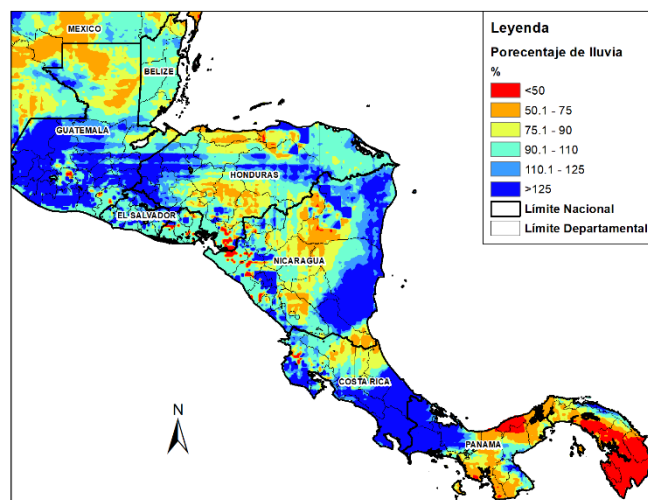 MEXICO
BELIZE
GUATEMALA
HONDURAS
EL SALVADOR
NICARAGUA
COSTA RICA
PANAMA
N
Leyenda
Porecentaje de lluvia
%
<50
50.1 - 75
75.1 - 90
90.1 - 110
110.1 - 125
>125
Límite Nacional
Límite Departamental